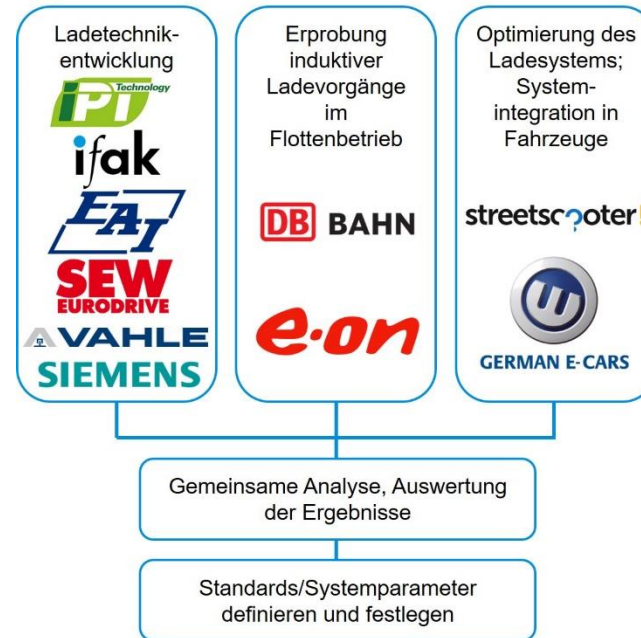 Ladetechnik-
entwicklung
Technology
iPT
ifak
EAI
SEW
EURODRIVE
VAHLE
SIEMENS
Erprobung
induktiver
Ladevorgänge
im
Flottenbetrieb
DB BAHN
e·on
Optimierung des
Ladesystems;
System-
integration in
Fahrzeuge
streetscooter
GERMAN E-CARS
Gemeinsame Analyse, Auswertung
der Ergebnisse
Standards/Systemparameter
definieren und festlegen